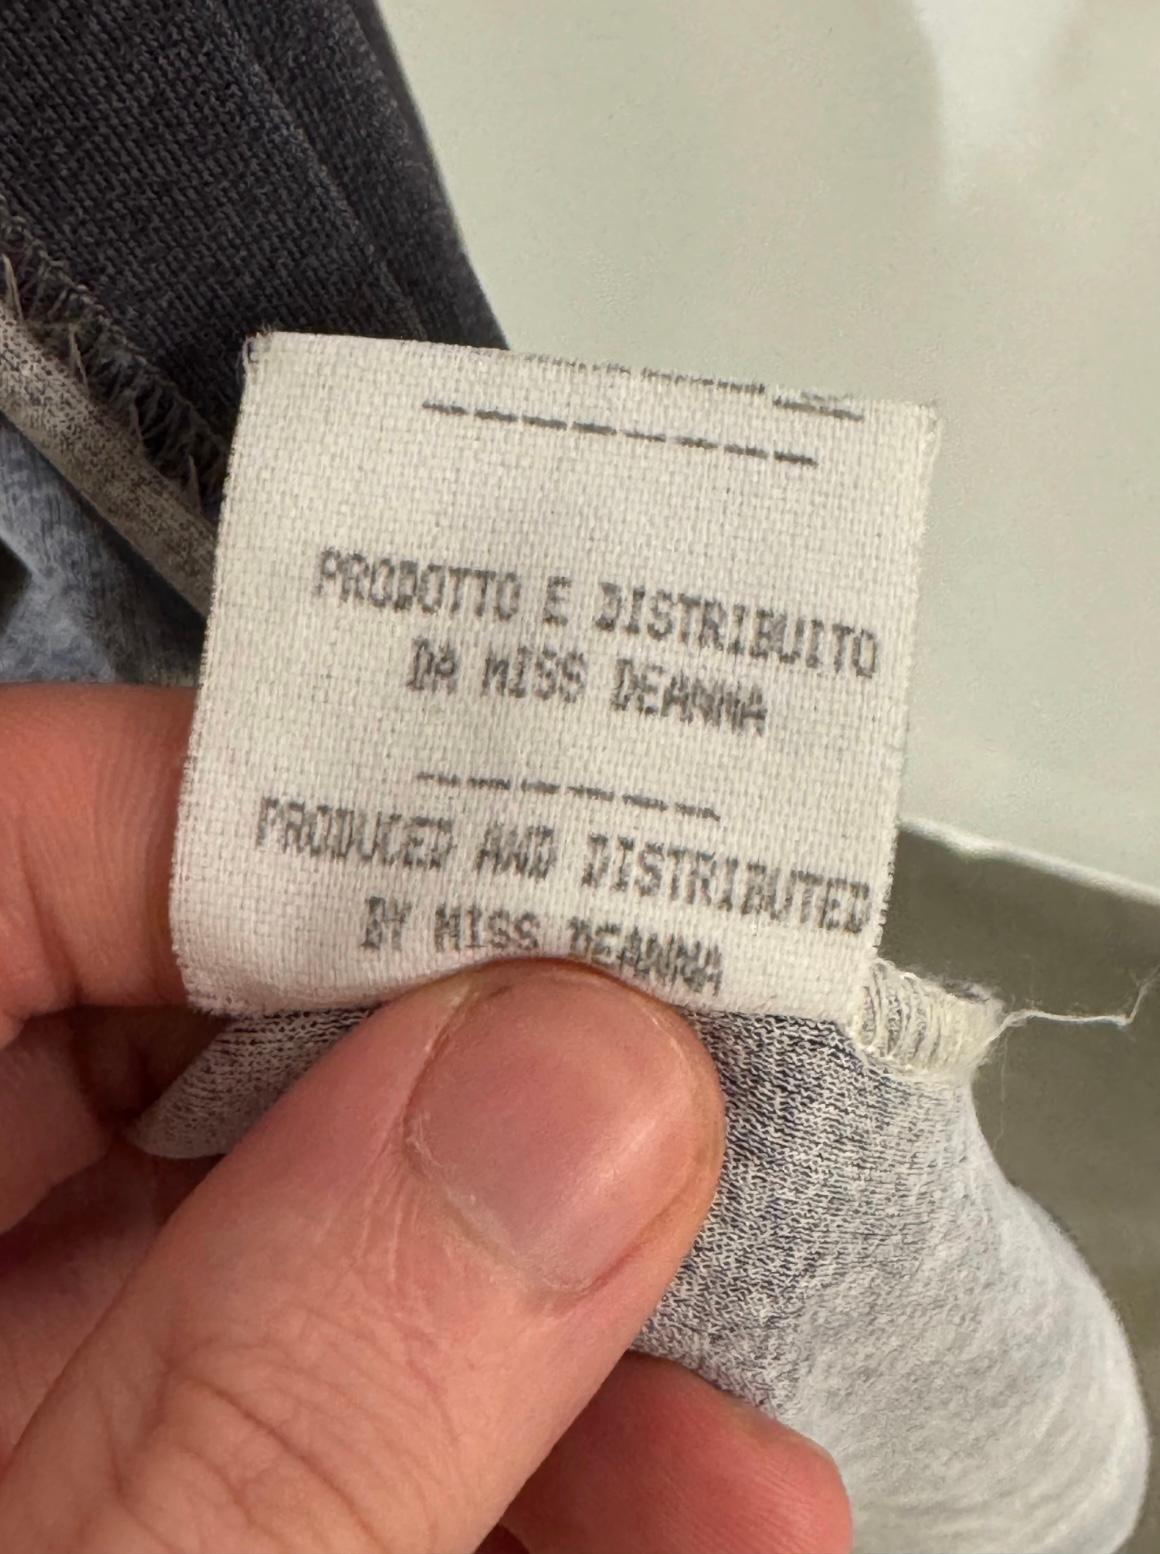 PRODOTTO E DISTRIBUITO
DA MISS DEANNA
PRODUCED AND DISTRIBUTED
BY MISS DEANNA